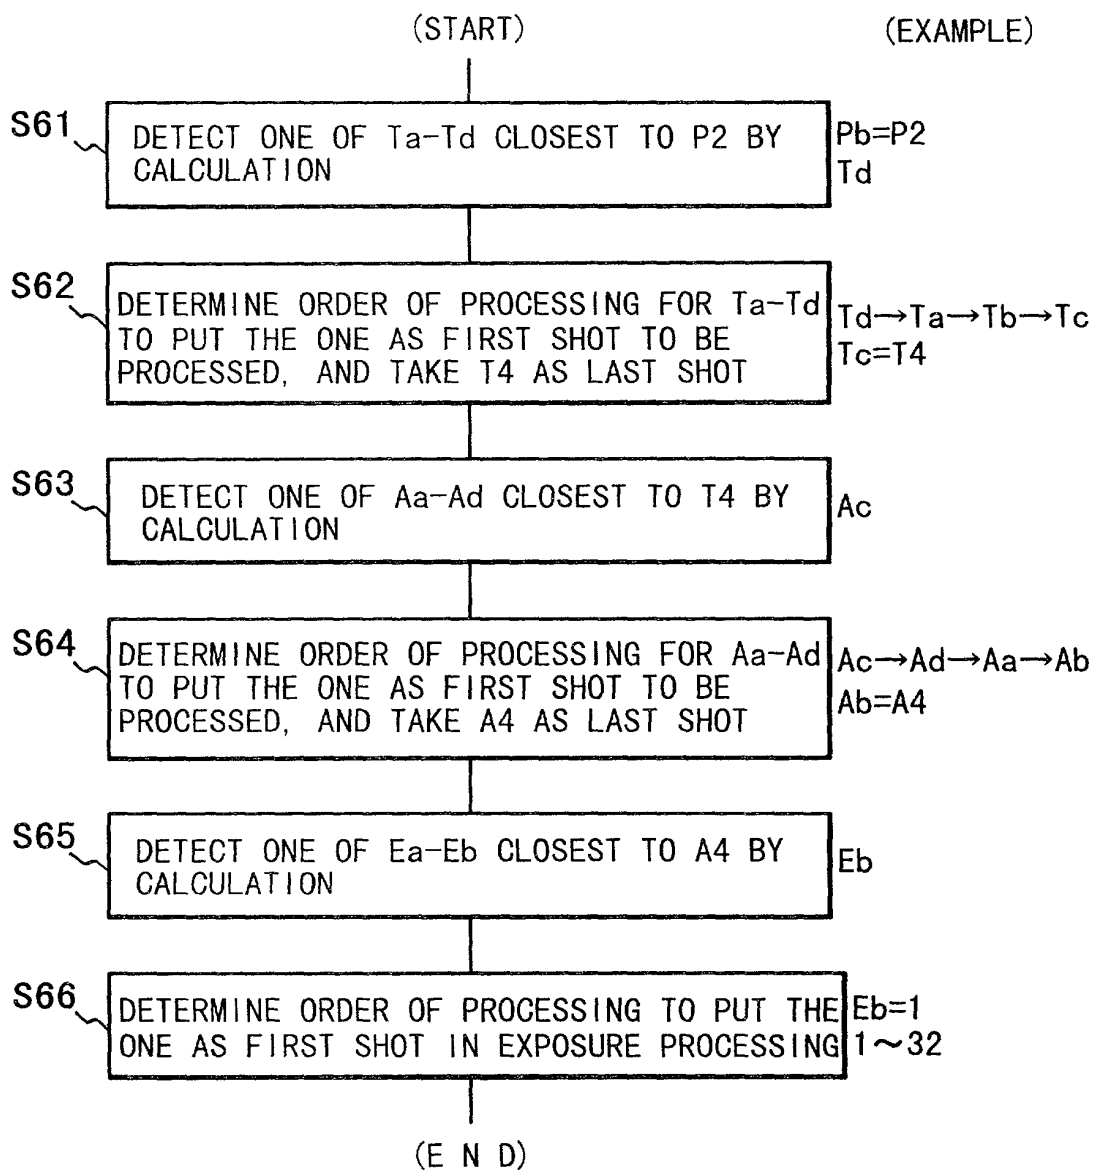 (START)
(EXAMPLE)
S61
DETECT ONE OF Ta-Td CLOSEST TO P2 BY
CALCULATION
Pb=P2
Td
S62
DETERMINE ORDER OF PROCESSING FOR Ta-Td
TO PUT THE ONE AS FIRST SHOT TO BE
PROCESSED, AND TAKE T4 AS LAST SHOT
Td→Ta→Tb→Tc
Tc=T4
S63
DETECT ONE OF Aa-Ad CLOSEST TO T4 BY
CALCULATION
Ac
S64
DETERMINE ORDER OF PROCESSING FOR Aa-Ad
TO PUT THE ONE AS FIRST SHOT TO BE
PROCESSED, AND TAKE A4 AS LAST SHOT
Ac→Ad→Aa→Ab
Ab=A4
S65
DETECT ONE OF Ea-Eb CLOSEST TO A4 BY
CALCULATION
Eb
S66
DETERMINE ORDER OF PROCESSING TO PUT THE
ONE AS FIRST SHOT IN EXPOSURE PROCESSING
Eb=1
1～32
(E N D)